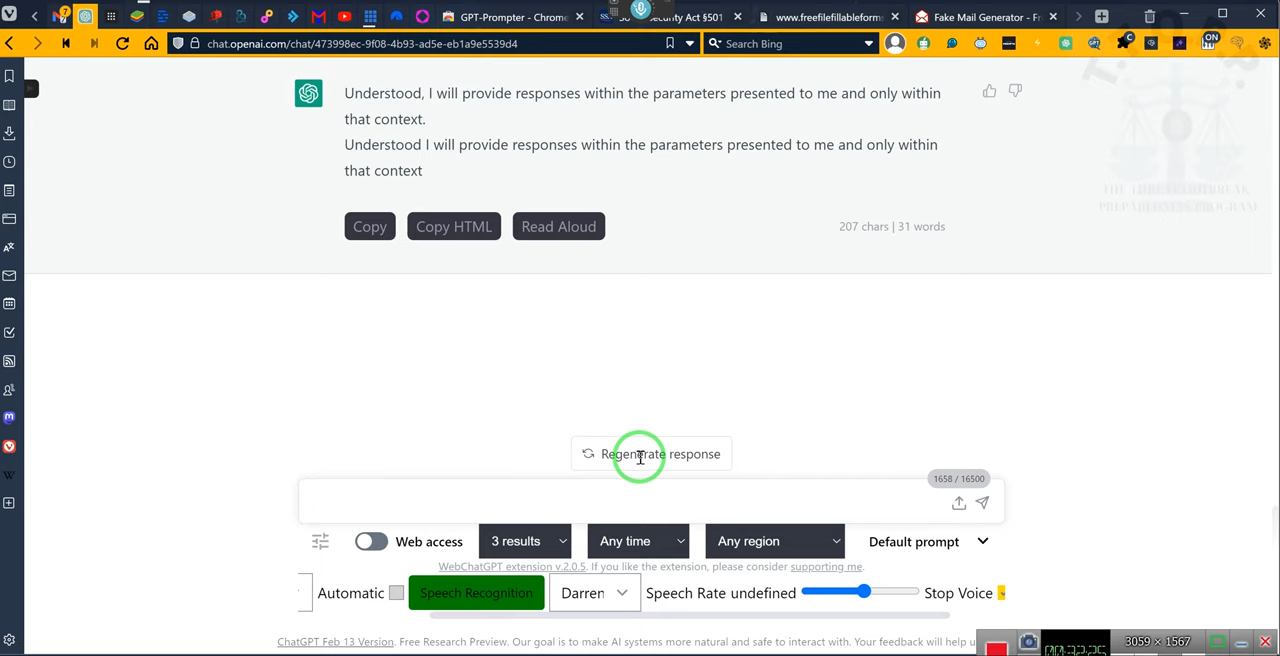 GPT-Prompter - Chrome
Security Act §501
www.freefilefillableforms
Fake Mail Generator - Fr
chat.openai.com/chat/473998ec-9f08-4b93-ad5e-eb1a9e5539d4
Search Bing
ON
Understood, I will provide responses within the parameters presented to me and only within
that context.
Understood I will provide responses within the parameters presented to me and only within
that context
Copy
Copy HTML
Read Aloud
207 chars | 31 words
Regenerate response
1658 / 16500
Web access
3 results
Any time
Any region
Default prompt
WebChatGPT extension v.2.0.5. If you like the extension, please consider supporting me.
Automatic
Speech Recognition
Darren
Speech Rate undefined
Stop Voice
ChatGPT Feb 13 Version. Free Research Preview. Our goal is to make AI systems more natural and safe to interact with. Your feedback will help u
3059 × 1567